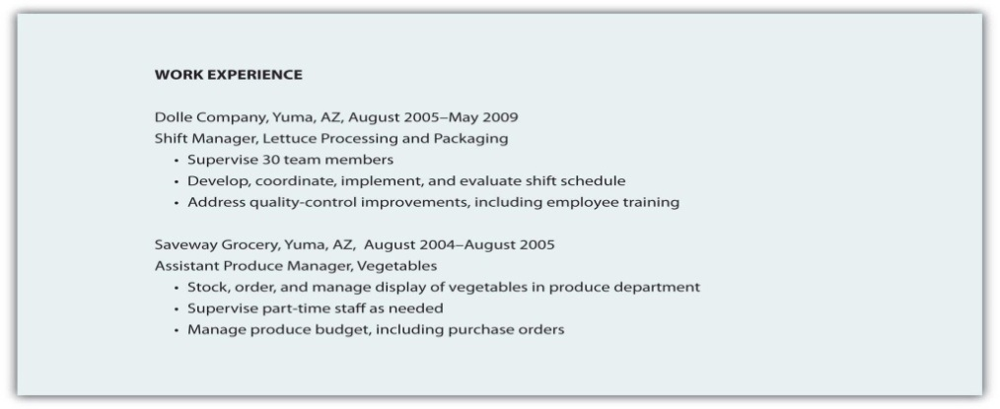 WORK EXPERIENCE
Dolle Company, Yuma, AZ, August 2005–May 2009
Shift Manager, Lettuce Processing and Packaging
• Supervise 30 team members
• Develop, coordinate, implement, and evaluate shift schedule
• Address quality-control improvements, including employee training
Saveway Grocery, Yuma, AZ,  August 2004–August 2005
Assistant Produce Manager, Vegetables
• Stock, order, and manage display of vegetables in produce department
• Supervise part-time staff as needed
• Manage produce budget, including purchase orders